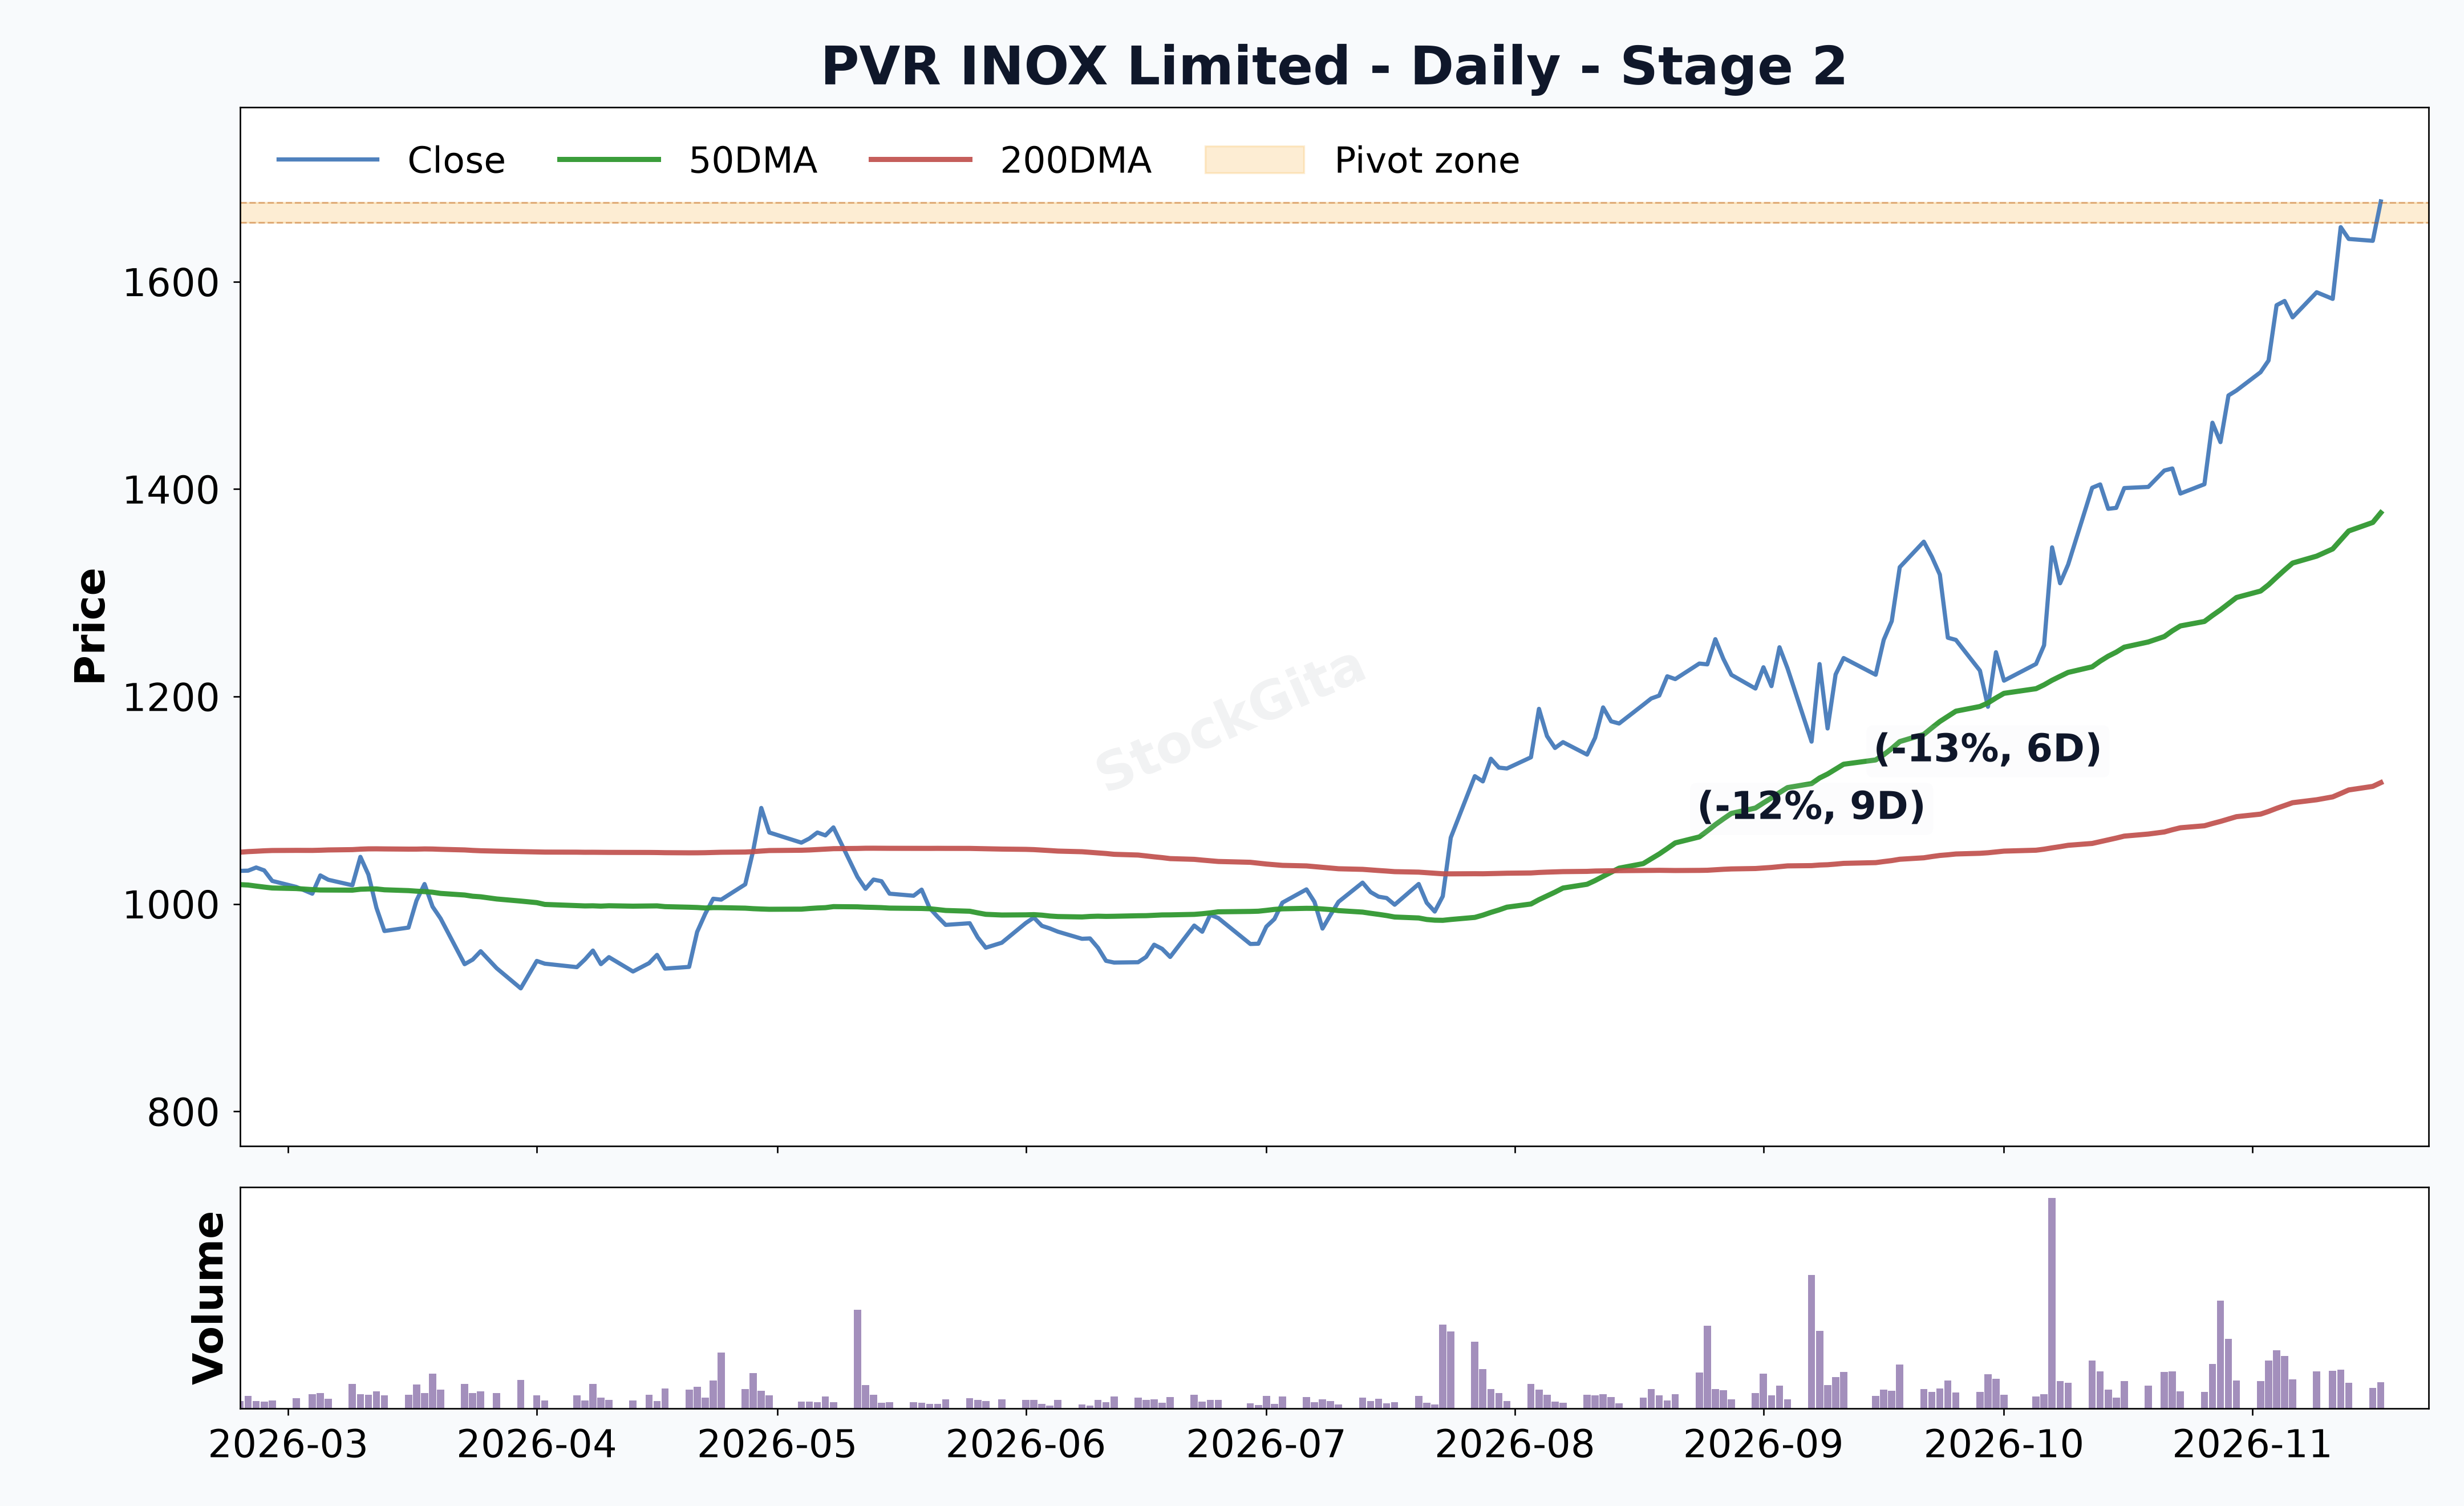 PVR INOX Limited - Daily - Stage 2
Close 50DMA 200DMA Pivot zone
Price
1600
1400
1200
1000
800
StockGita
(-13%, 6D)
(-12%, 9D)
Volume
2026-03 2026-04 2026-05 2026-06 2026-07 2026-08 2026-09 2026-10 2026-11